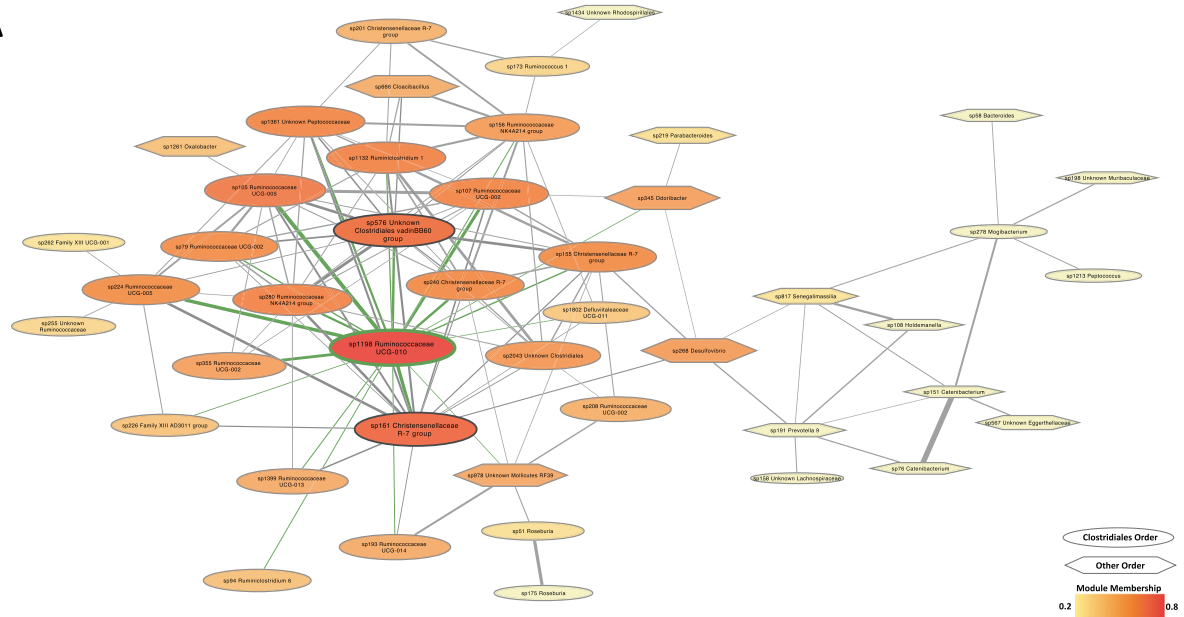 sp1434 Unknown Rhodospirillales
sp201 Christensenellaceae R-7
group
sp173 Ruminococcus 1
sp666 Cloacibacillus
sp58 Bacteroides
sp1361 Unknown Peptococcaceae
sp156 Ruminococcaceae
NK4A214 group
sp219 Parabacteroides
sp1261 Oxalobacter
sp1132 Ruminiclostridium 1
sp198 Unknown Muribaculaceae
sp105 Ruminococcaceae
UCG-005
sp107 Ruminococcaceae
UCG-002
sp345 Odoribacter
sp576 Unknown
Clostridiales vadinBB60
group
sp278 Mogibacterium
sp262 Family XIII UCG-001
sp79 Ruminococcaceae UCG-002
sp155 Christensenellaceae R-7
group
sp1213 Peptococcus
sp224 Ruminococcaceae
UCG-005
sp240 Christensenellaceae R-7
group
sp280 Ruminococcaceae
NK4A214 group
sp817 Senegalimassilia
sp1802 Defluviitaleaceae
UCG-011
sp255 Unknown
Ruminococcaceae
sp108 Holdemanella
sp1198 Ruminococcaceae
UCG-010
sp2043 Unknown Clostridiales
sp268 Desulfovibrio
sp355 Ruminococcaceae
UCG-002
sp151 Catenibacterium
sp208 Ruminococcaceae
UCG-002
sp567 Unknown Eggerthellaceae
sp226 Family XIII AD3011 group
sp161 Christensenellaceae
R-7 group
sp191 Prevotella 9
sp76 Catenibacterium
sp1399 Ruminococcaceae
UCG-013
sp978 Unknown Mollicutes RF39
sp158 Unknown Lachnospiraceae
sp51 Roseburia
sp193 Ruminococcaceae
UCG-014
sp94 Ruminiclostridium 6
sp175 Roseburia
Clostridiales Order
Other Order
Module Membership
0.2
0.8